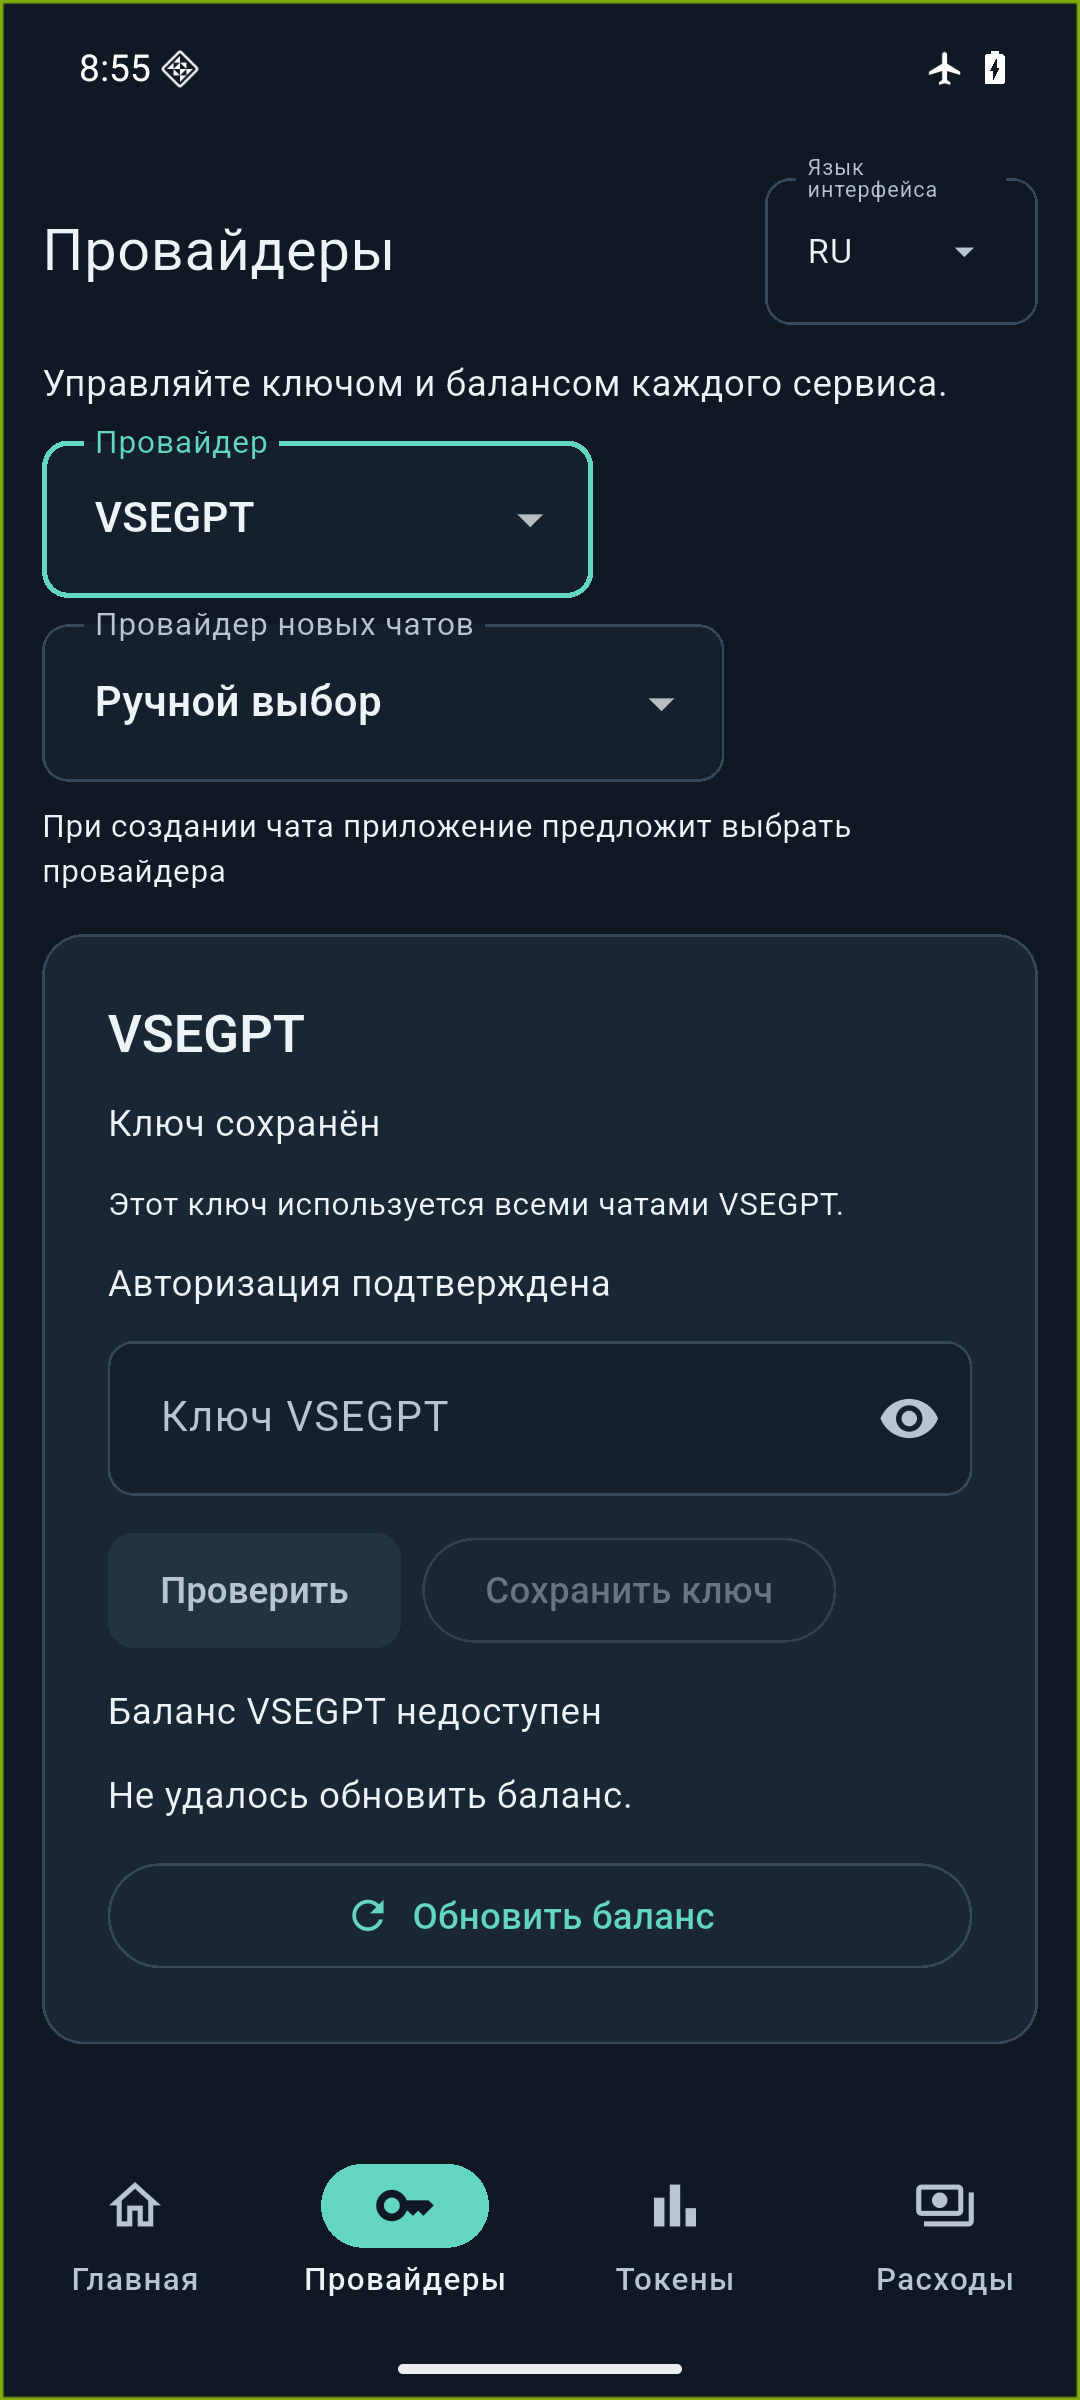 8:55
Язык
интерфейса
Провайдеры
RU
Управляйте ключом и балансом каждого сервиса.
Провайдер
VSEGPT
Провайдер новых чатов
Ручной выбор
При создании чата приложение предложит выбрать
провайдера
VSEGPT
Ключ сохранён
Этот ключ используется всеми чатами VSEGPT.
Авторизация подтверждена
Ключ VSEGPT
Проверить
Сохранить ключ
Баланс VSEGPT недоступен
Не удалось обновить баланс.
Обновить баланс
Главная
Провайдеры
Токены
Расходы